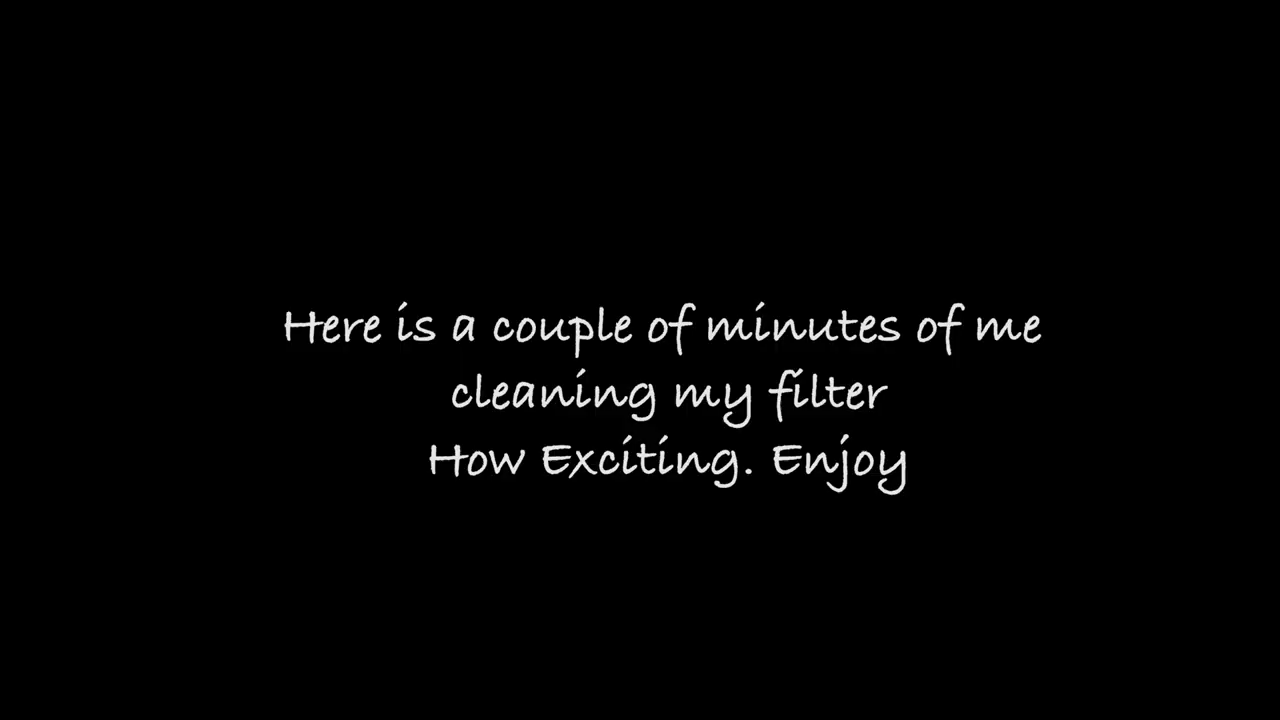 Here is a couple of minutes of me
cleaning my filter
How Exciting. Enjoy